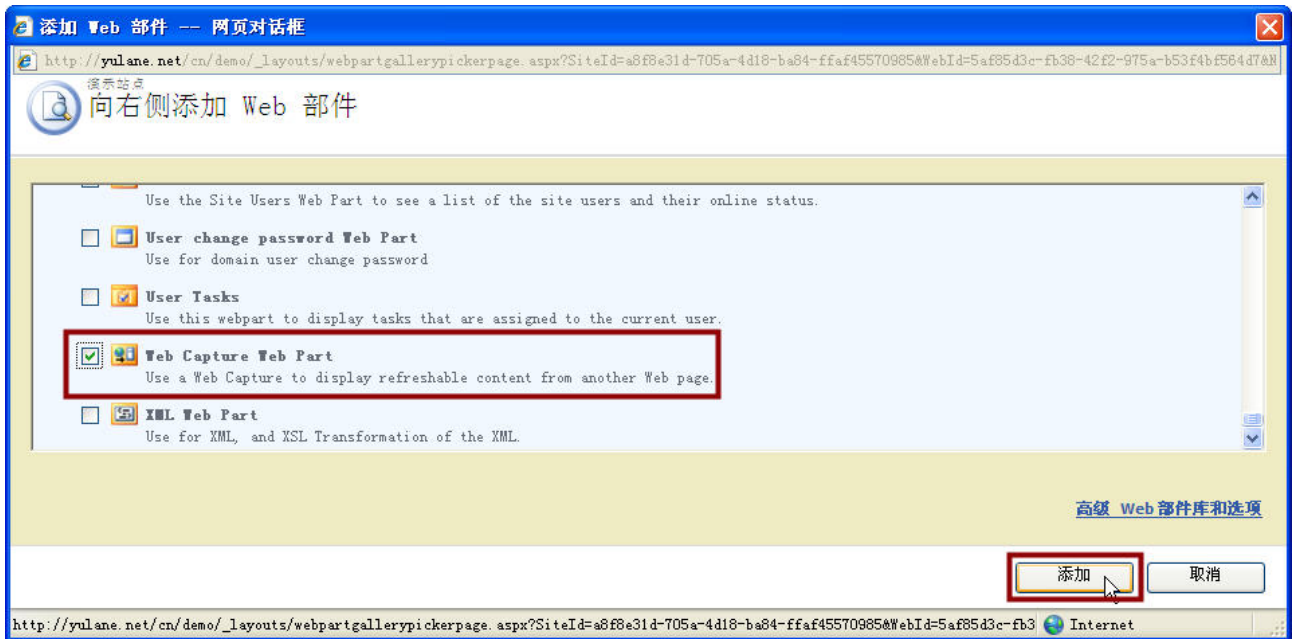 添加 Web 部件 -- 网页对话框
http://yulane.net/cn/demo/_layouts/webpartgallerypickerpage.aspx?SiteId=a8f8e31d-705a-4d18-ba84-ffaf45570985&WebId=5af85d3c-fb38-42f2-975a-b53f4bf564d7&N
演示站点
向右侧添加 Web 部件
Use the Site Users Web Part to see a list of the site users and their online status.
User change password Web Part
Use for domain user change password
User Tasks
Use this webpart to display tasks that are assigned to the current user.
Web Capture Web Part
Use a Web Capture to display refreshable content from another Web page.
XML Web Part
Use for XML, and XSL Transformation of the XML.
高级 Web 部件库和选项
添加 取消
http://yulane.net/cn/demo/_layouts/webpartgallerypickerpage.aspx?SiteId=a8f8e31d-705a-4d18-ba84-ffaf45570985&WebId=5af85d3c-fb3 Internet